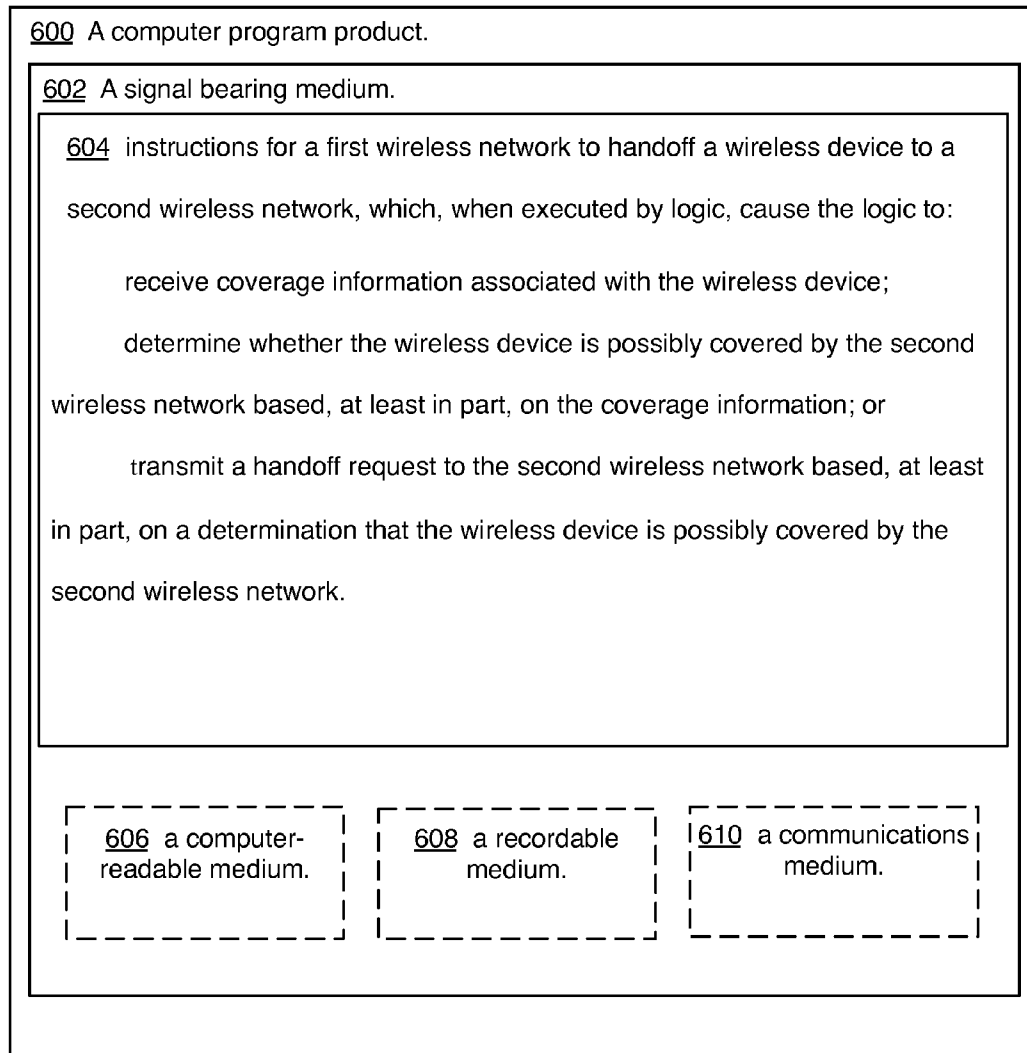 600 A computer program product.
602 A signal bearing medium.
604 instructions for a first wireless network to handoff a wireless device to a
second wireless network, which, when executed by logic, cause the logic to:
receive coverage information associated with the wireless device;
determine whether the wireless device is possibly covered by the second
wireless network based, at least in part, on the coverage information; or
transmit a handoff request to the second wireless network based, at least
in part, on a determination that the wireless device is possibly covered by the
second wireless network.
606 a computer-
readable medium.
608 a recordable
medium.
610 a communications
medium.